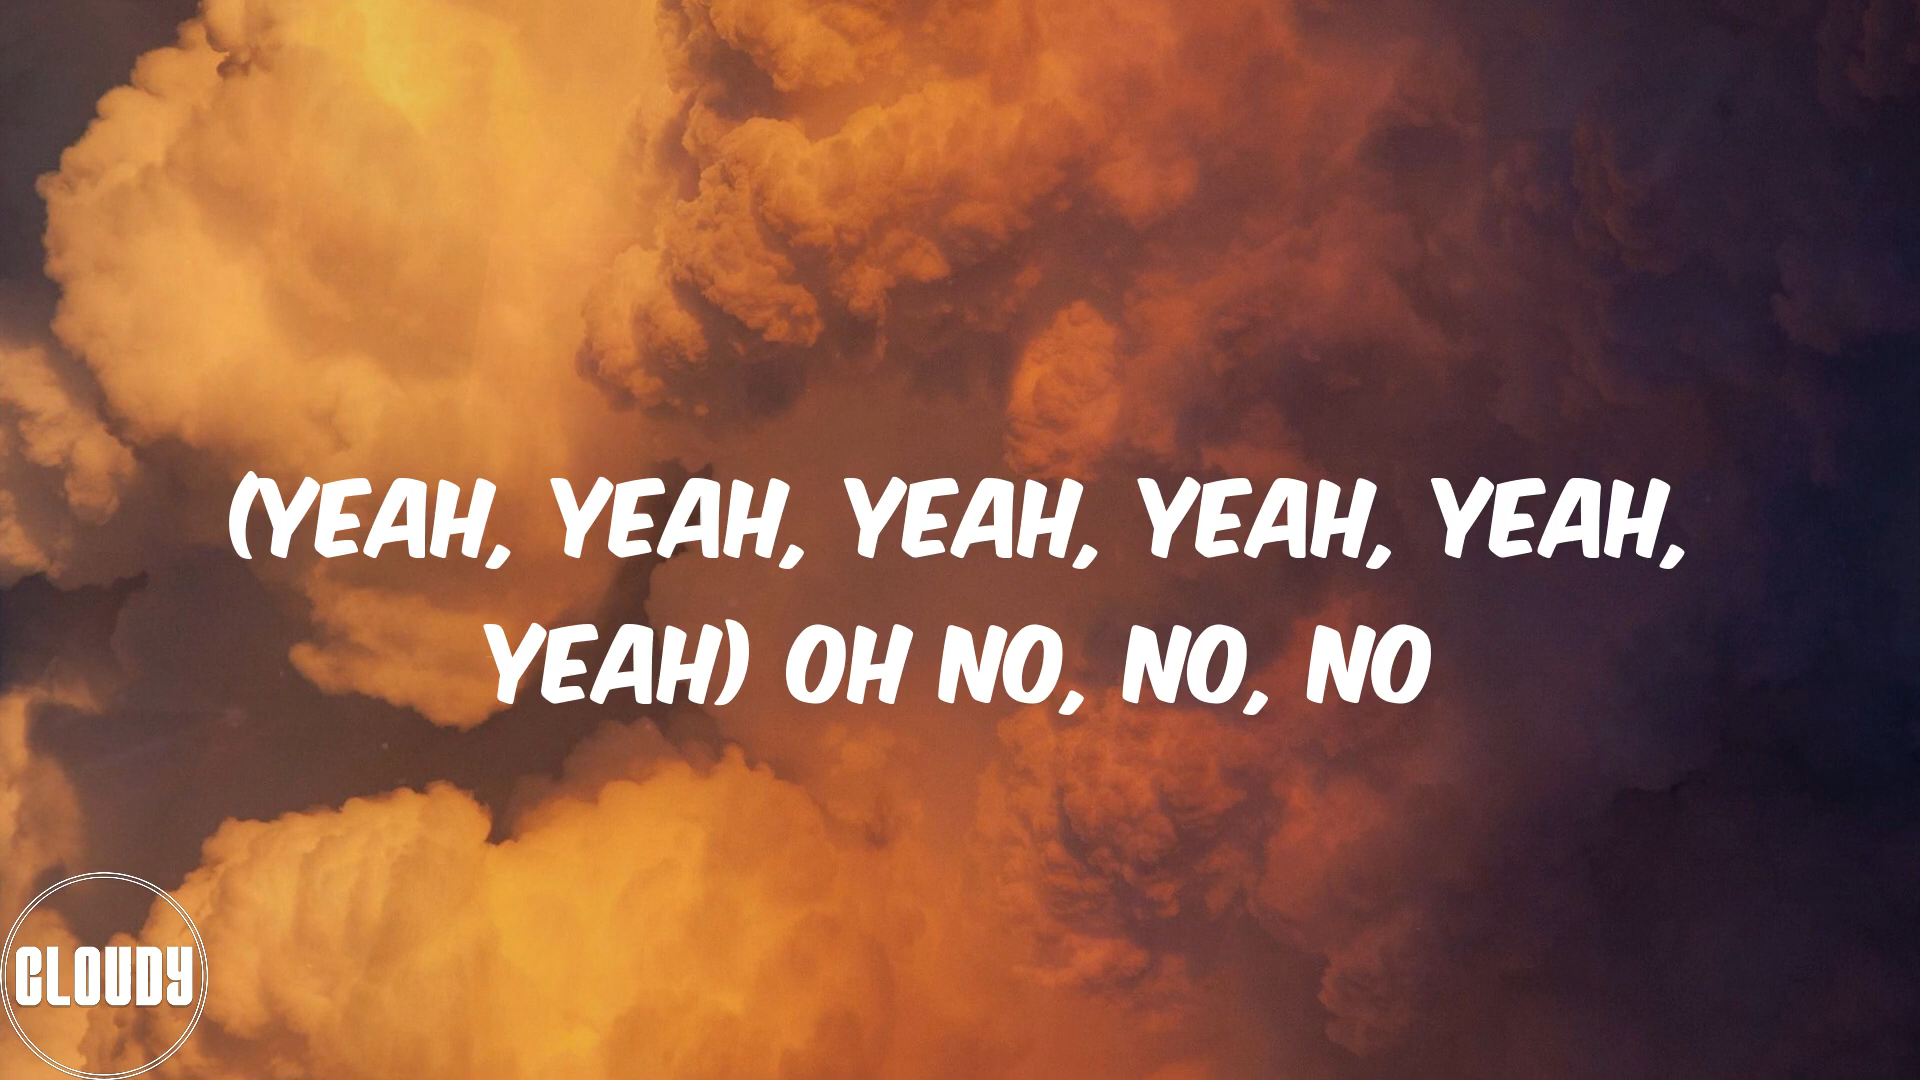 (YEAH, YEAH, YEAH, YEAH, YEAH,
YEAH) OH NO, NO, NO
CLOUDY